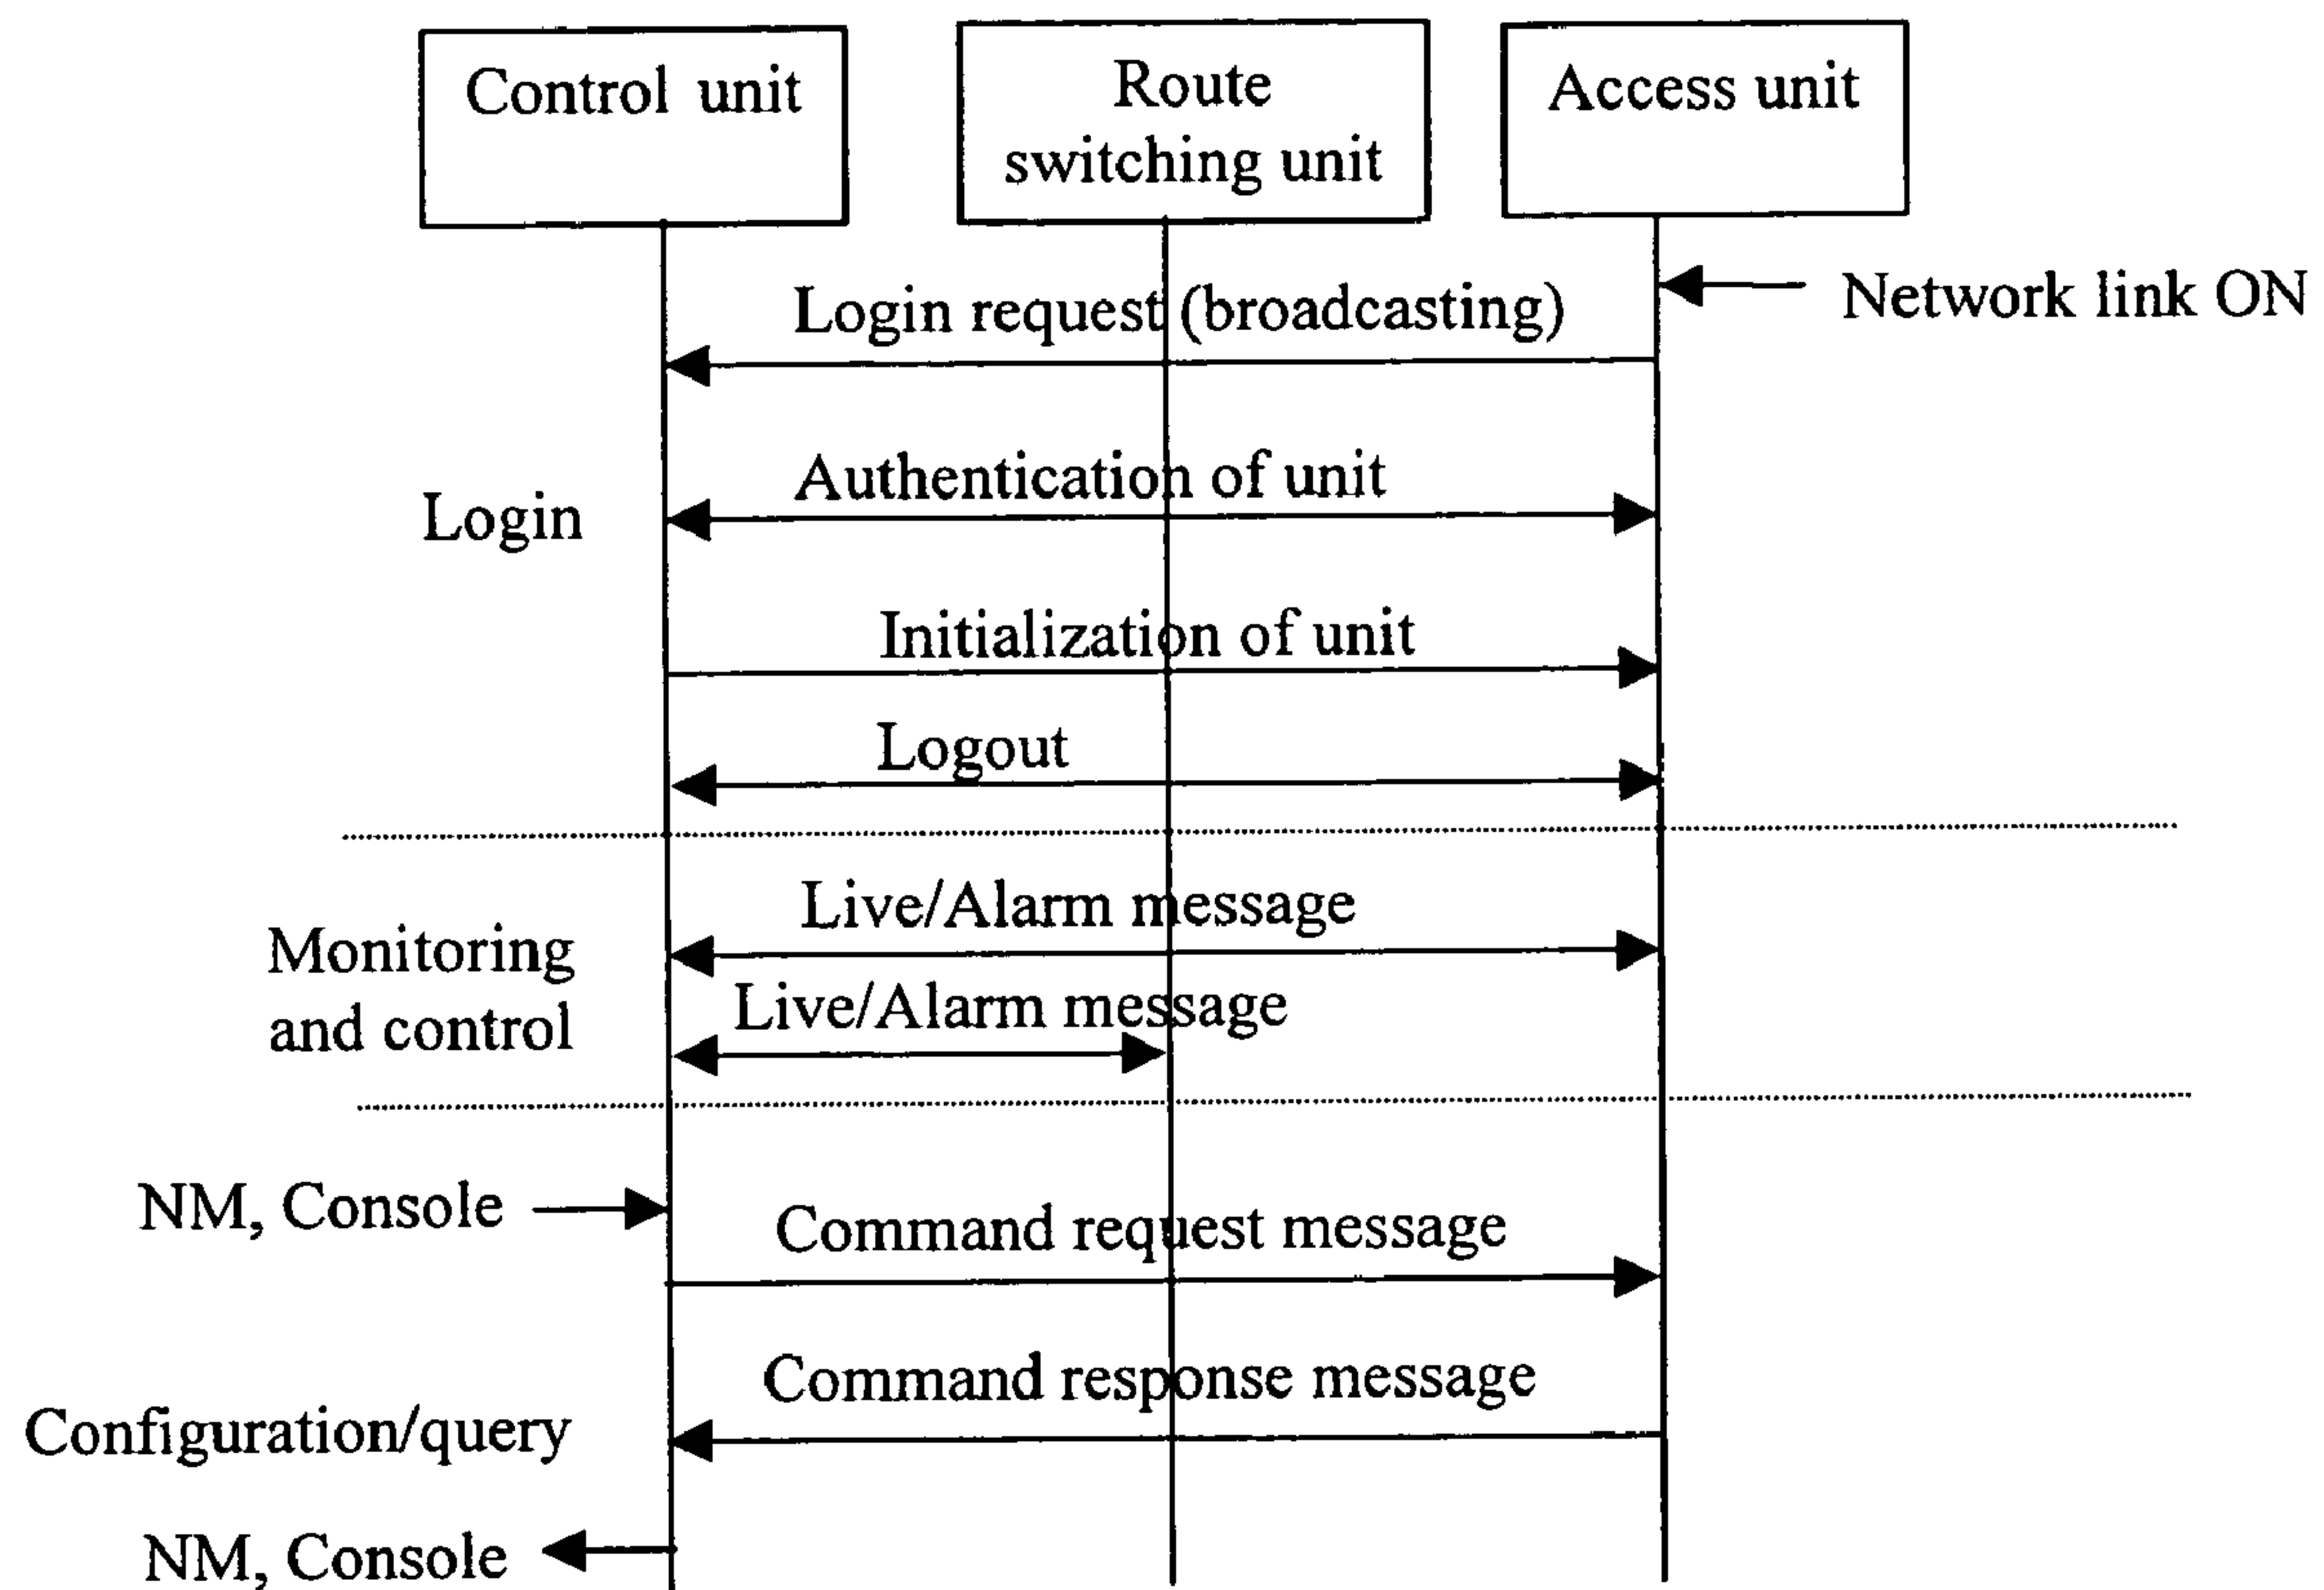 Control unit
Route
switching unit
Access unit
Network link ON
Login request (broadcasting)
Authentication of unit
Login
Initialization of unit
Logout
Live/Alarm message
Monitoring
and control
Live/Alarm message
NM, Console
Command request message
Command response message
Configuration/query
NM, Console